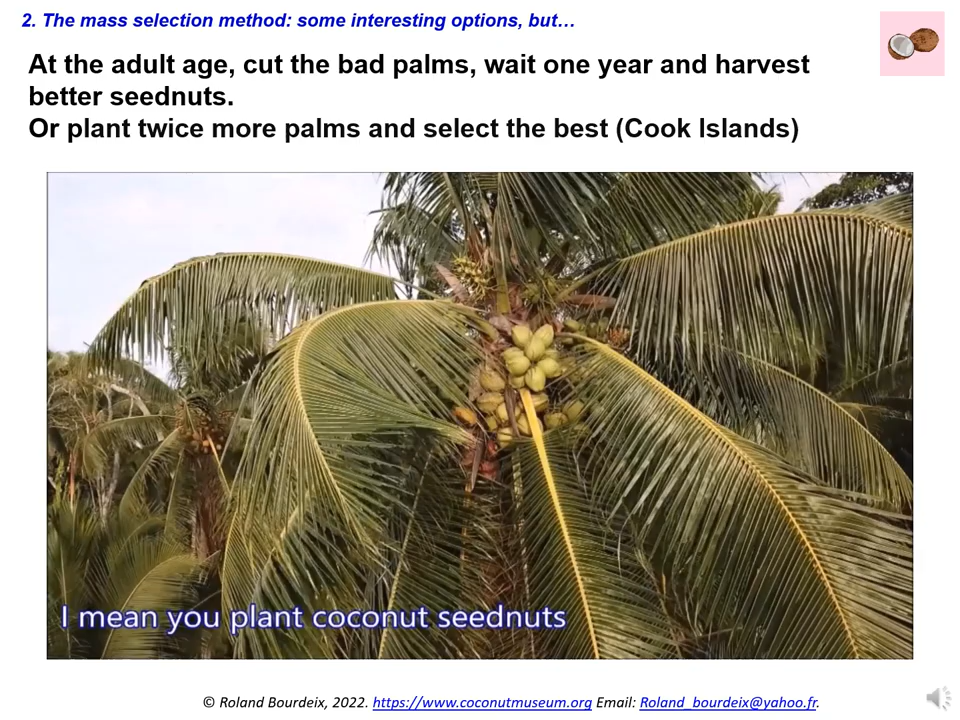 2. The mass selection method: some interesting options, but…
At the adult age, cut the bad palms, wait one year and harvest
better seednuts.
Or plant twice more palms and select the best (Cook Islands)
I mean you plant coconut seednuts
© Roland Bourdeix, 2022. https://www.coconutmuseum.org Email: Roland_bourdeix@yahoo.fr.